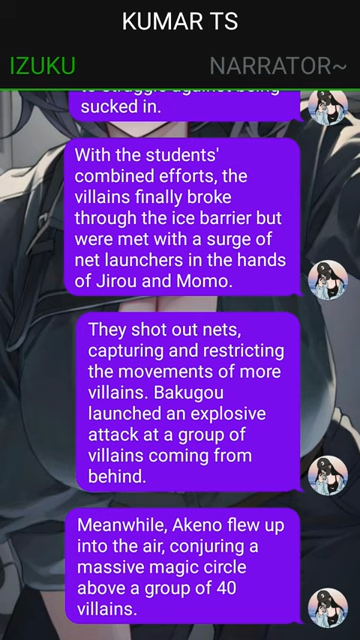 KUMAR TS
IZUKU
NARRATOR~
to struggle against being
sucked in.
With the students'
combined efforts, the
villains finally broke
through the ice barrier but
were met with a surge of
net launchers in the hands
of Jirou and Momo.
They shot out nets,
capturing and restricting
the movements of more
villains. Bakugou
launched an explosive
attack at a group of
villains coming from
behind.
Meanwhile, Akeno flew up
into the air, conjuring a
massive magic circle
above a group of 40
villains.